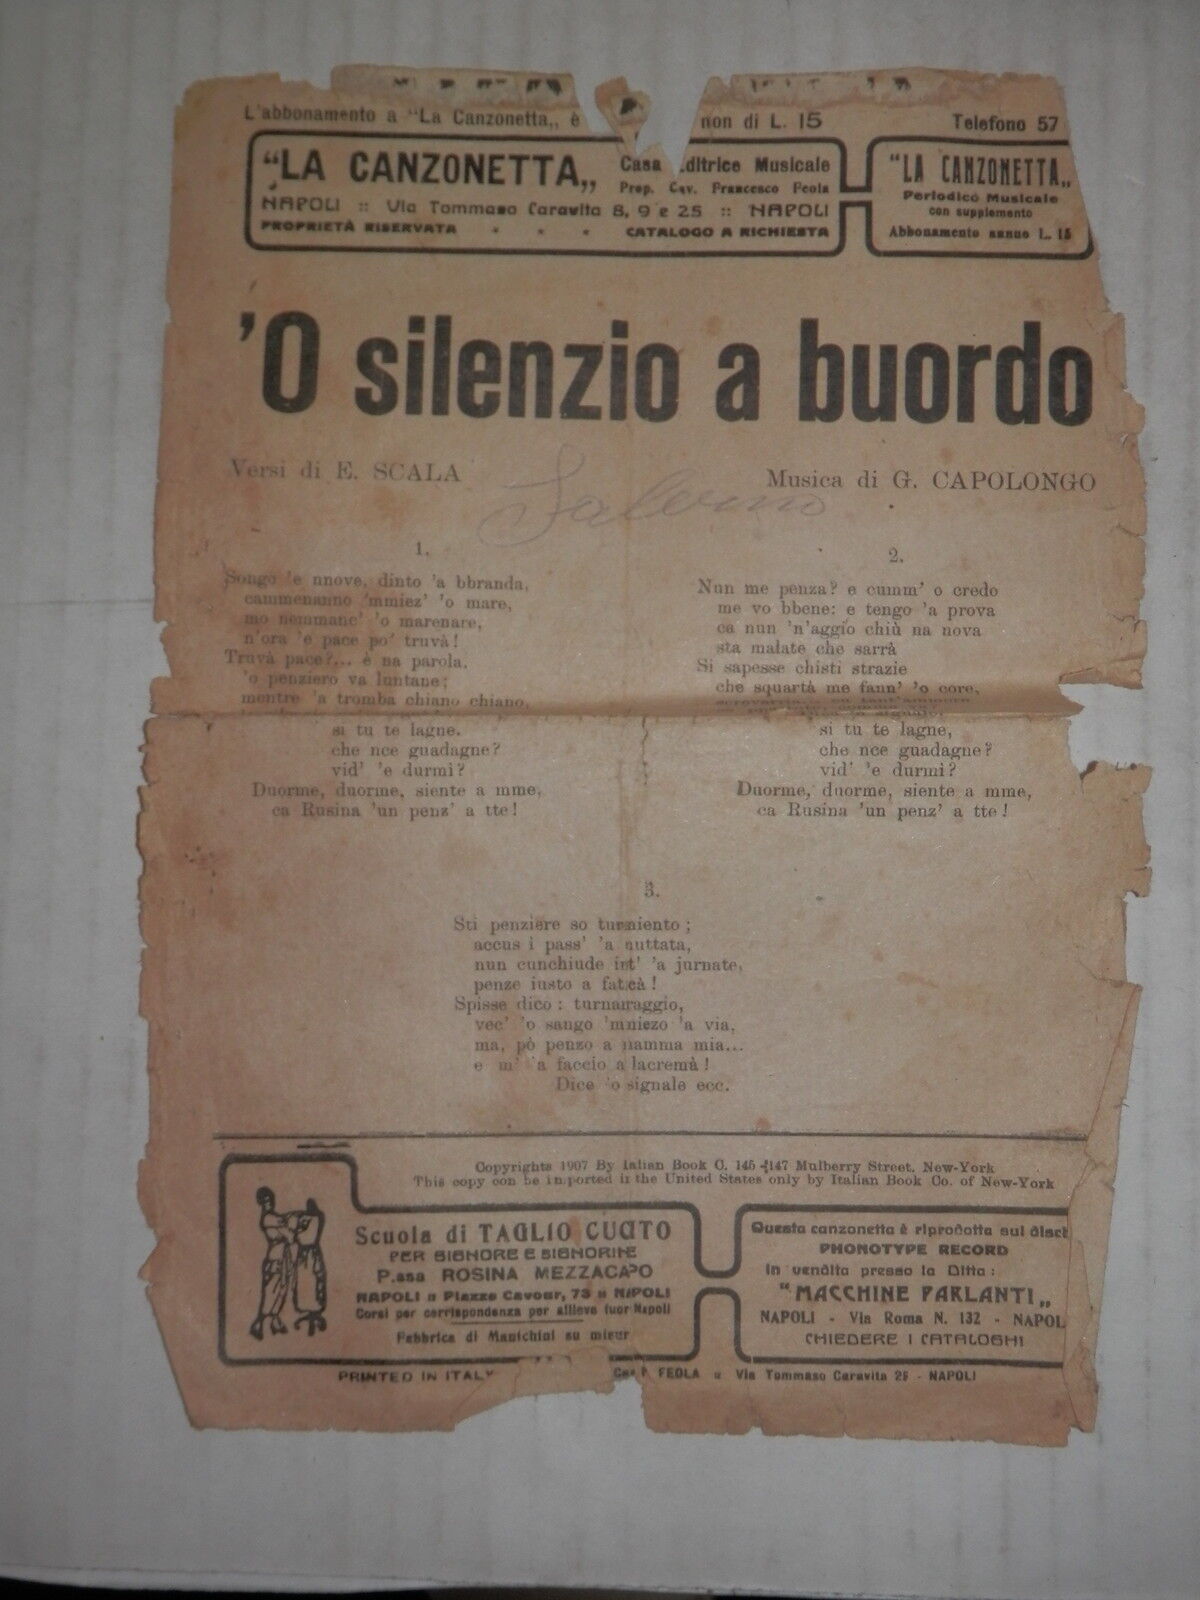 L'abbonamento a "La Canzonetta„ è non di L. 15 Telefono 57
"LA CANZONETTA„ Casa Editrice Musicale
Prop. Cav. Francesco Feola
NAPOLI :: Via Tommaso Caravita 8, 9 e 25 :: NAPOLI
PROPRIETÀ RISERVATA • • • CATALOGO A RICHIESTA
"LA CANZONETTA„
Periodico Musicale
con supplemento
Abbonamento annuo L. 15
'O silenzio a buordo
Versi di E. SCALA
Musica di G. CAPOLONGO
Salerno
1.
Songo 'e nnove, dinto 'a bbranda,
cammenanno 'mmiez' 'o mare,
mo nemmanc' 'o marenare,
n'ora 'e pace po' truvà!
Truvà pace?... è na parola,
'o penziero va luntane;
mentre 'a tromba chiano chiano,
si tu te lagne.
che nce guadagne?
vid' 'e durmì?
Duorme, duorme, siente a mme,
ca Rusina 'un penz' a tte!
2.
Nun me penza? e cumm' o credo
me vo bbene: e tengo 'a prova
ca nun 'n'aggio chiù na nova
sta malate che sarrà
Si sapesse chisti strazie
che squartà me fann' 'o core,
si tu te lagne,
che nce guadagne?
vid' 'e durmì?
Duorme, duorme, siente a mme,
ca Rusina 'un penz' a tte!
3.
Sti penziere so turmiento;
accus i pass' 'a nuttata,
nun cunchiude int' 'a jurnate,
penze iusto a faticà!
Spisse dico: turnarraggio,
vec' 'o sango 'mniezo 'a via,
ma, pò penzo a mamma mia...
e m' 'a faccio a lacremà!
Dice 'o signale ecc.
Copyrights 1907 By Italian Book C. 145-147 Mulberry Street. New-York
This copy con be imported in the United States only by Italian Book Co. of New-York
Scuola di TAGLIO CUCITO
PER SIGNORE E SIGNORINE
P.ssa ROSINA MEZZACAPO
NAPOLI Piazza Cavour, 73 NAPOLI
Corsi per corrispondenza per allieve fuor Napoli
Fabbrica di Manichini su misur
Questa canzonetta è riprodotta sui disch
PHONOTYPE RECORD
in vendita presso la Ditta:
"MACCHINE PARLANTI„
NAPOLI - Via Roma N. 132 - NAPOL
CHIEDERE I CATALOGHI
PRINTED IN ITALY FEOLA Via Tommaso Caravita 25 - NAPOLI